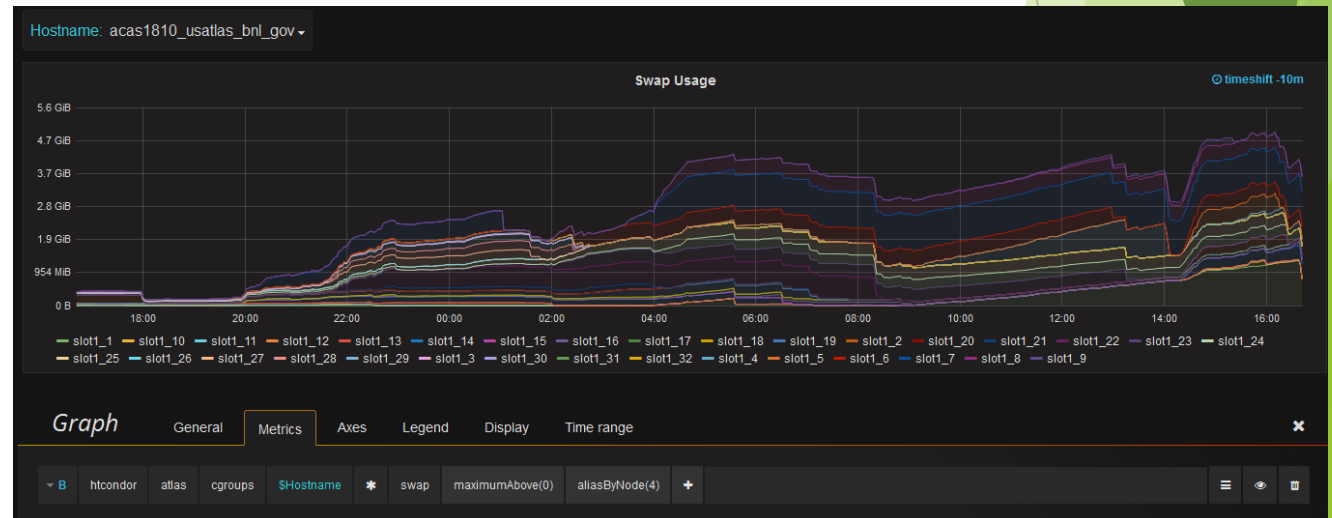 Hostname: acas1810_usatlas_bnl_gov
Swap Usage
timeshift -10m
5.6 GiB
4.7 GiB
3.7 GiB
2.8 GiB
1.9 GiB
954 MiB
0 B
18:00 20:00 22:00 00:00 02:00 04:00 06:00 08:00 10:00 12:00 14:00 16:00
slot1_1 slot1_10 slot1_11 slot1_12 slot1_13 slot1_14 slot1_15 slot1_16 slot1_17 slot1_18 slot1_19 slot1_2 slot1_20 slot1_21 slot1_22 slot1_23 slot1_24
slot1_25 slot1_26 slot1_27 slot1_28 slot1_29 slot1_3 slot1_30 slot1_31 slot1_32 slot1_4 slot1_5 slot1_6 slot1_7 slot1_8 slot1_9
Graph General Metrics Axes Legend Display Time range
B htcondor atlas cgroups $Hostname * swap maximumAbove(0) aliasByNode(4) +